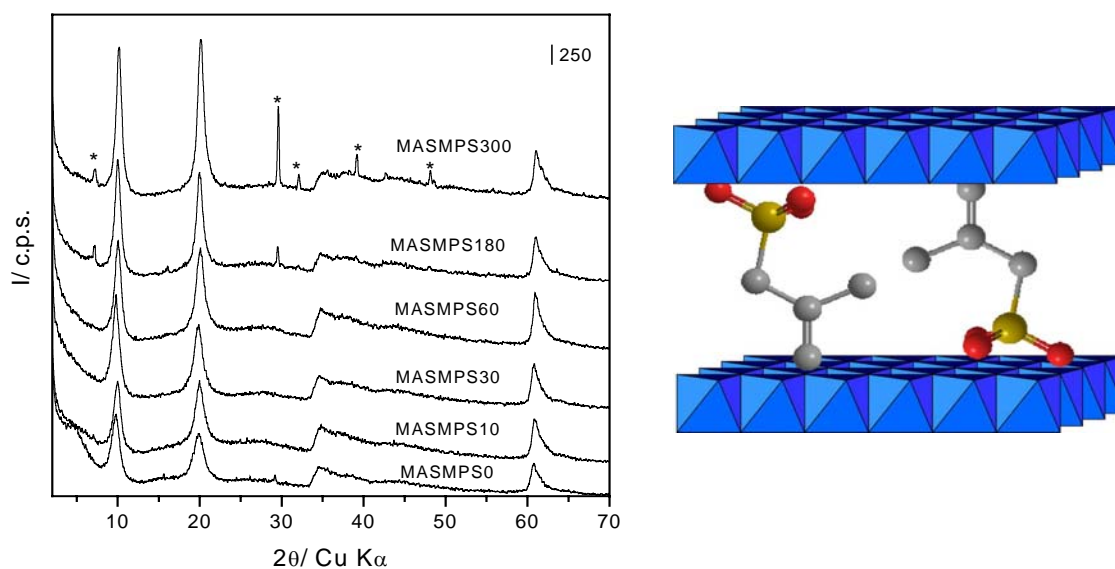 | 250
*
*
*
*
*
MASMPS300
*
*
MASMPS180
MASMPS60
MASMPS30
MASMPS10
MASMPS0
I/ c.p.s.
10 20 30 40 50 60 70
2θ/ Cu Kα